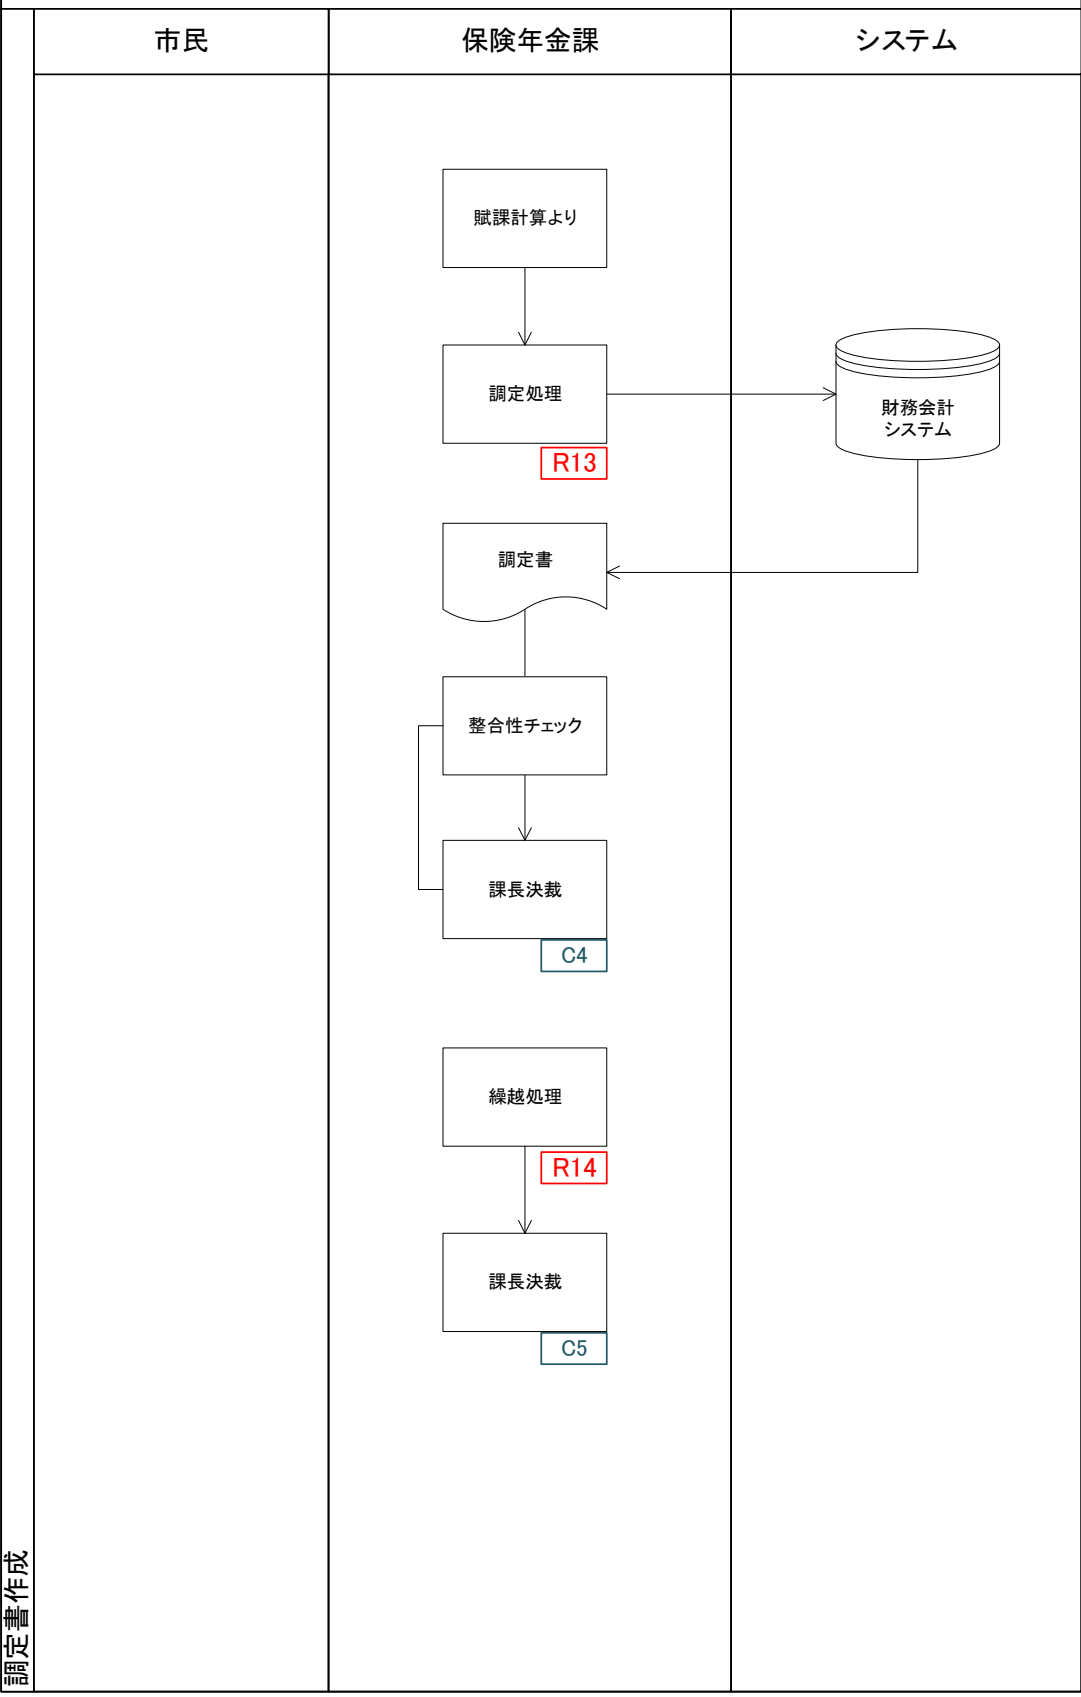 市民
保険年金課
システム
賦課計算より
調定処理
R13
財務会計
システム
調定書
整合性チェック
課長決裁
C4
繰越処理
R14
課長決裁
C5
調定書作成